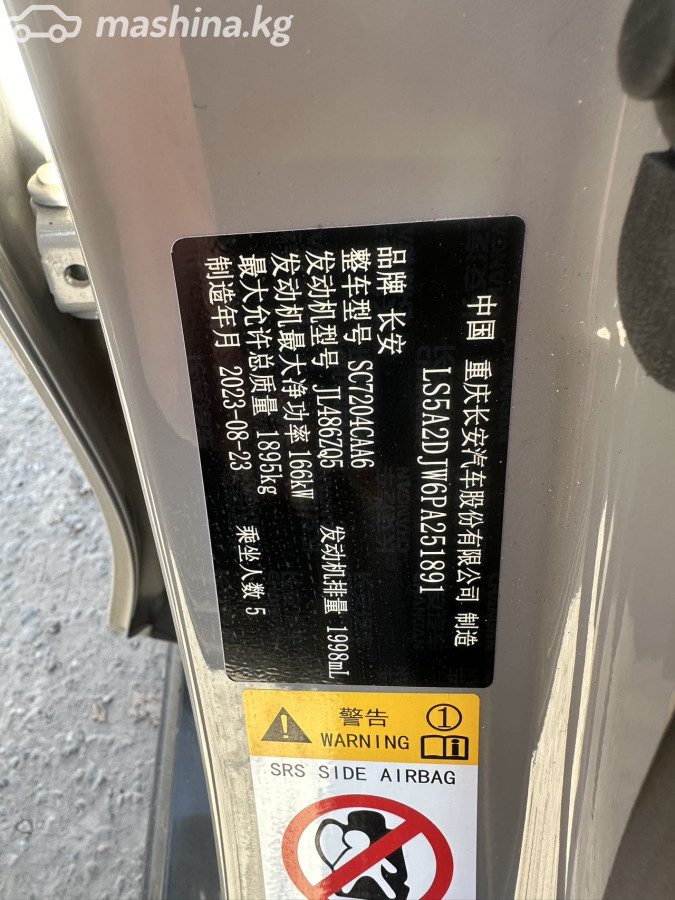 mashina.kg
中国 重庆长安汽车股份有限公司 制造
LS5A2DJW6PA251891
品牌 长安
整车型号 SC7204CAA6
发动机型号 JL486ZQ5 发动机排量 1998mL
发动机最大净功率 166kW
最大允许总质量 1895kg 乘坐人数 5
制造年月 2023-08-23
警告 1
WARNING
SRS SIDE AIRBAG